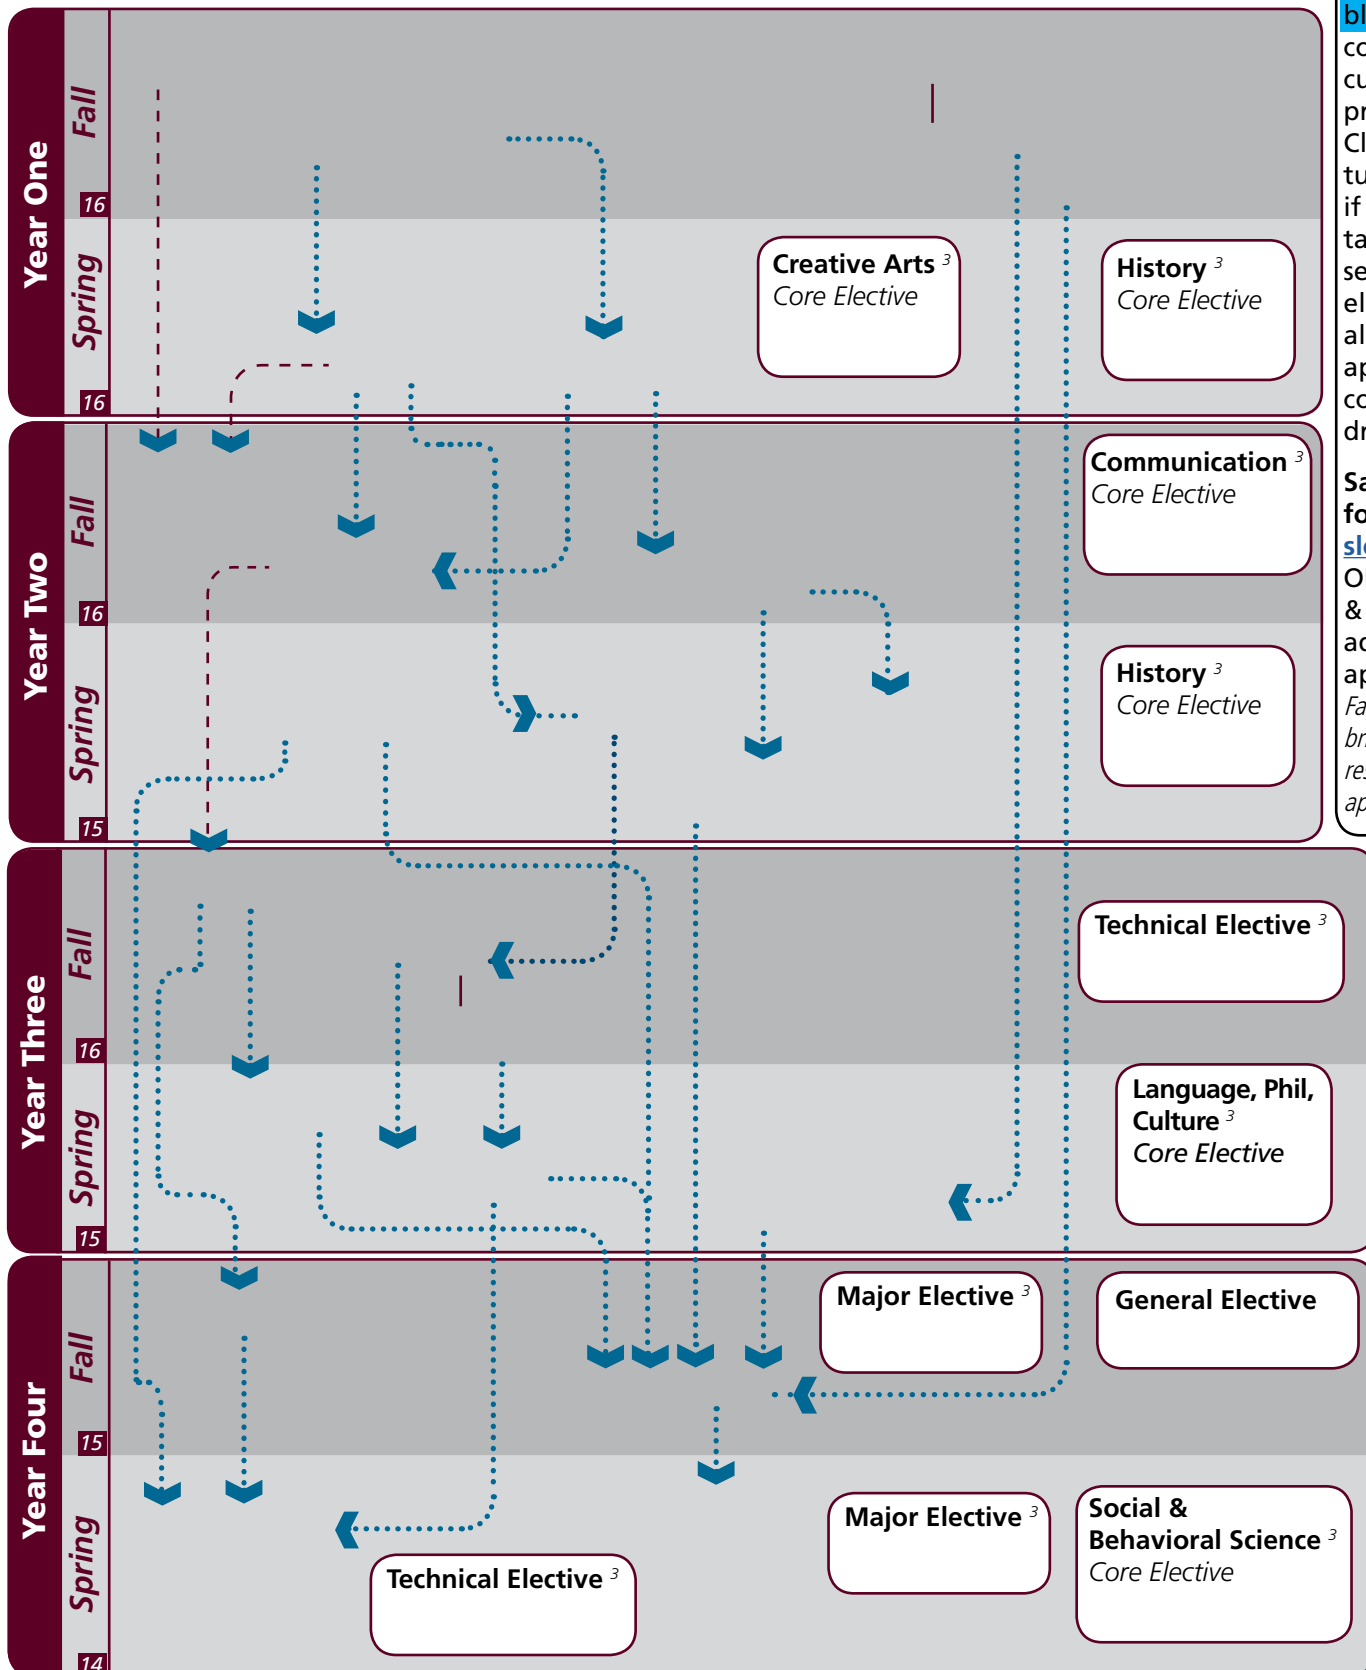 Year One
Fall
16
Spring
Creative Arts 3
Core Elective
History 3
Core Elective
16
Year Two
Fall
Communication 3
Core Elective
16
Spring
History 3
Core Elective
15
Year Three
Fall
Technical Elective 3
16
Spring
Language, Phil,
Culture 3
Core Elective
15
Year Four
Fall
Major Elective 3
General Elective
15
Spring
Major Elective 3
Social &
Behavioral Science 3
Core Elective
Technical Elective 3
14